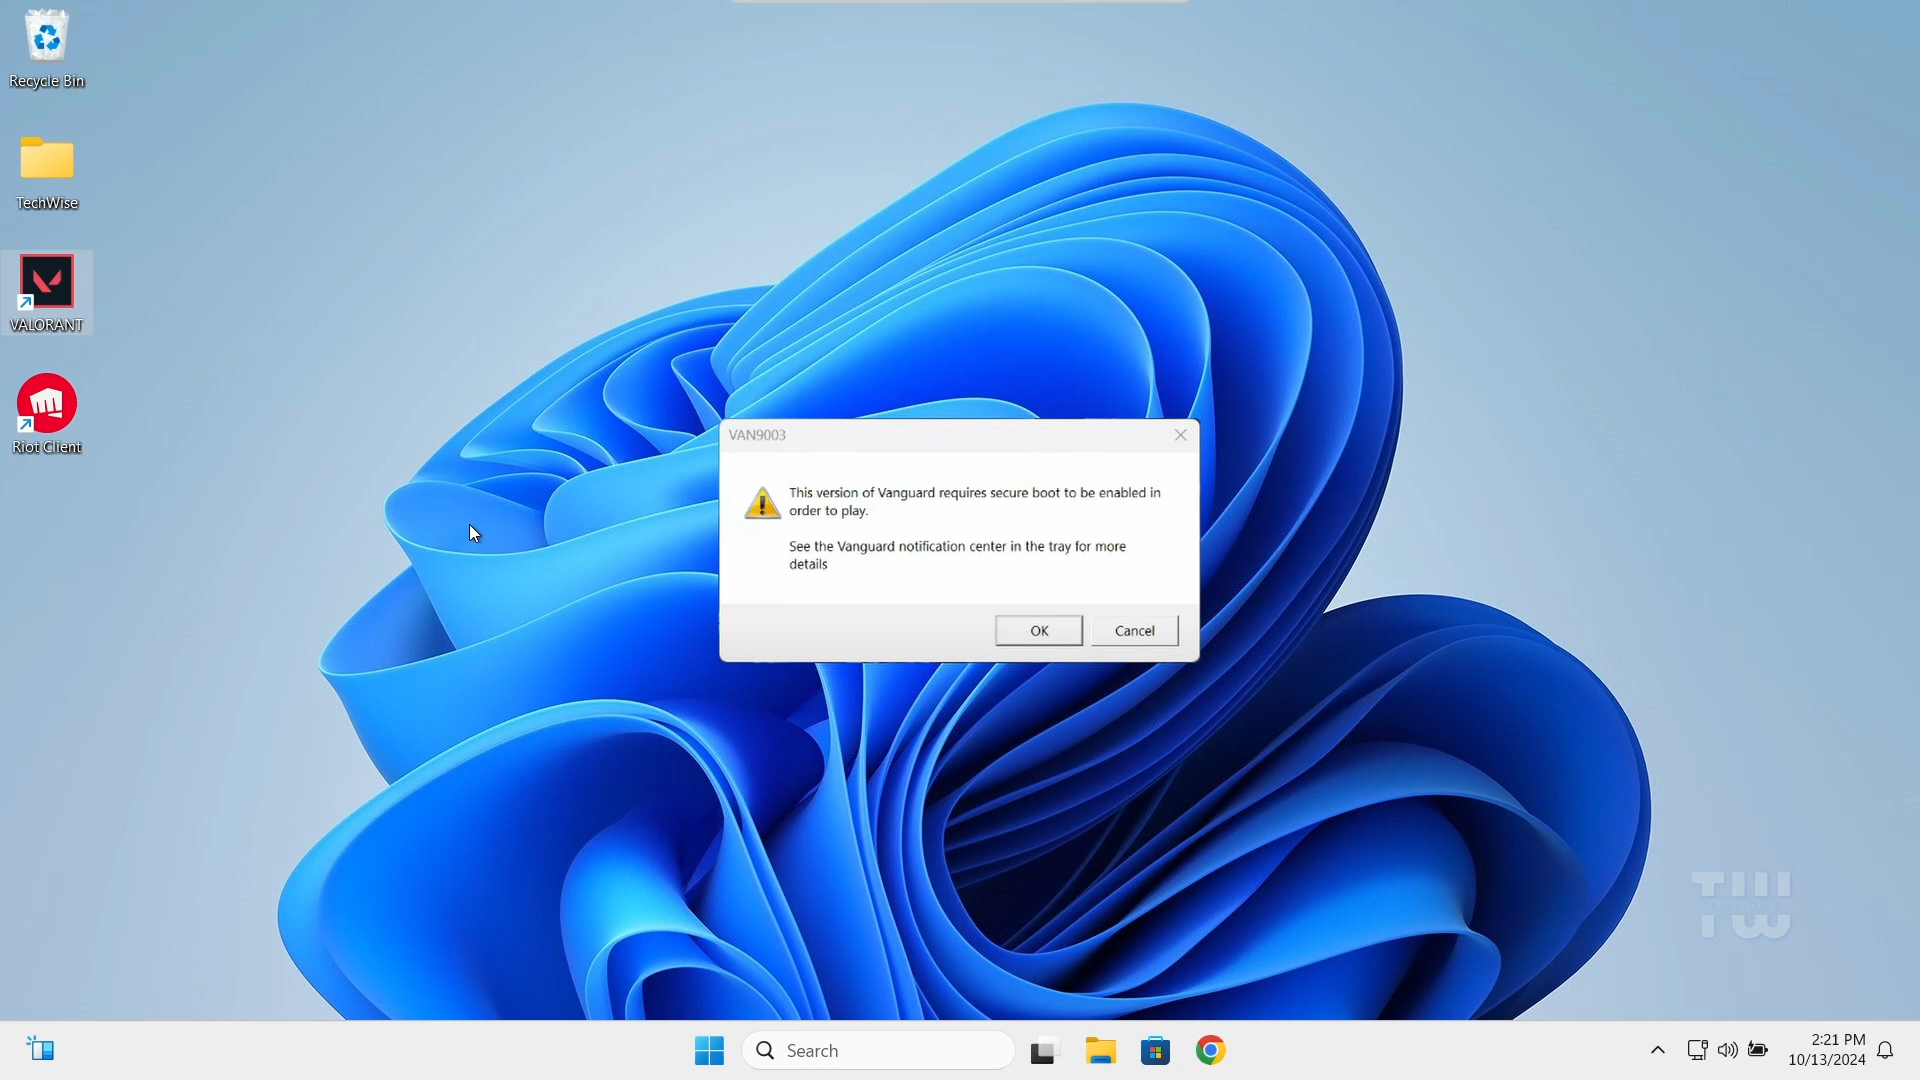 Recycle Bin
TechWise
VALORANT
Riot Client
VAN9003
This version of Vanguard requires secure boot to be enabled in
order to play.
See the Vanguard notification center in the tray for more
details
OK
Cancel
TW
Search
2:21 PM
10/13/2024